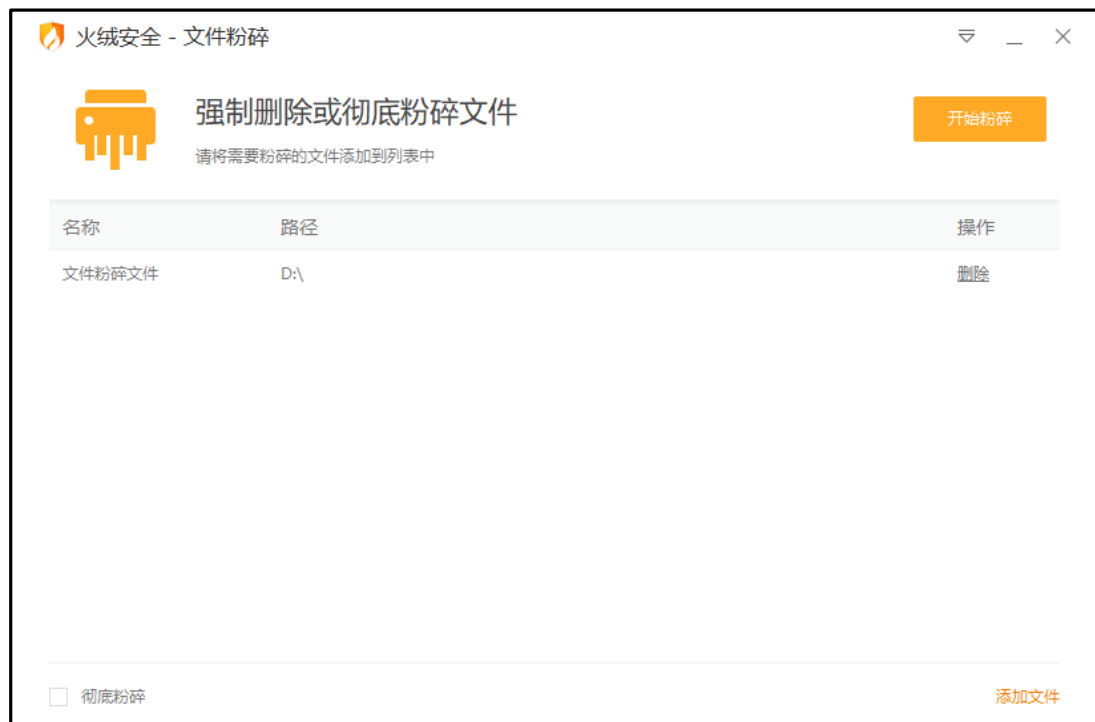 火绒安全 - 文件粉碎
强制删除或彻底粉碎文件
开始粉碎
请将需要粉碎的文件添加到列表中
名称 路径 操作
文件粉碎文件 D:\ 删除
彻底粉碎 添加文件